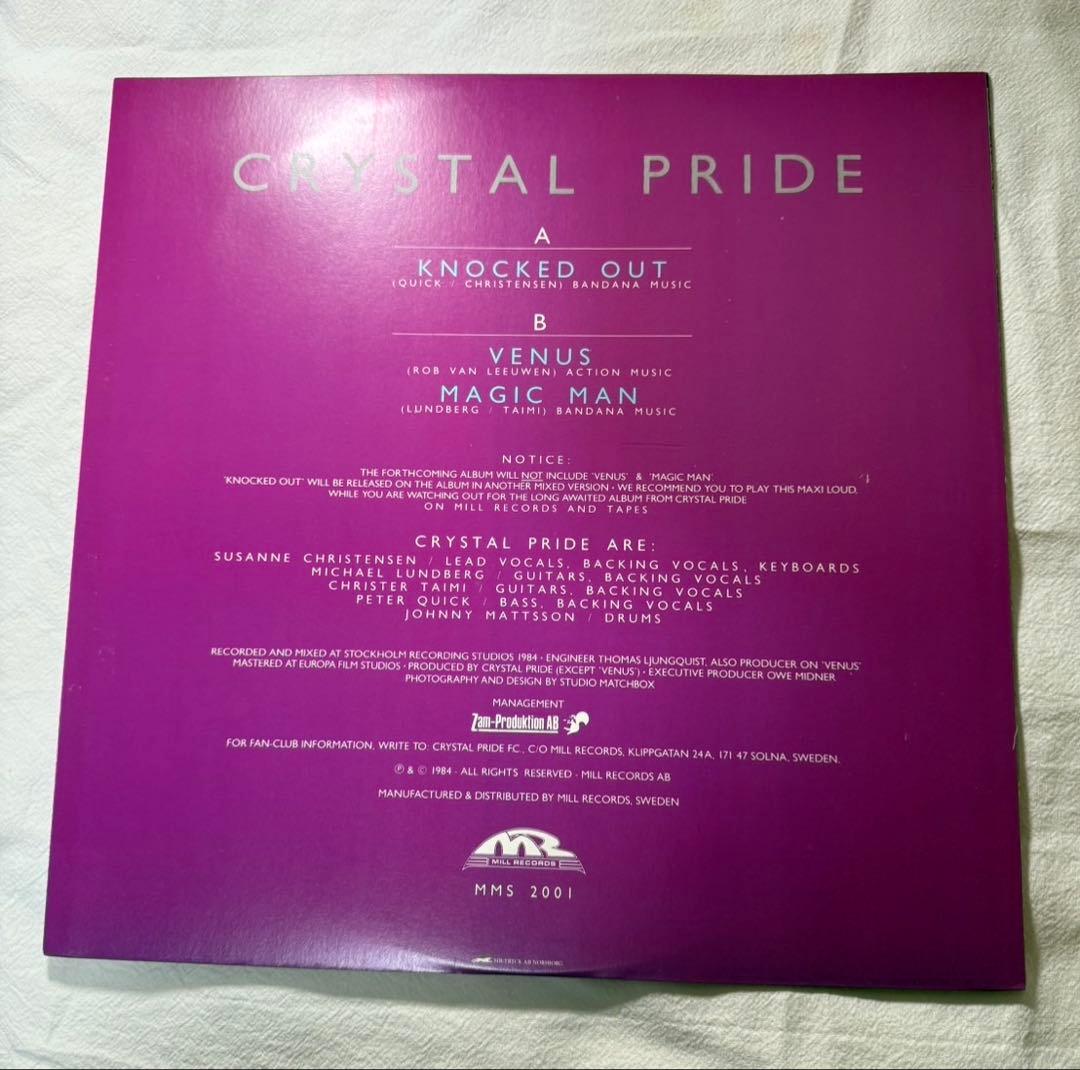 CRYSTAL PRIDE
A
KNOCKED OUT
(QUICK / CHRISTENSEN) BANDANA MUSIC
B
VENUS
(ROB VAN LEEUWEN) ACTION MUSIC
MAGIC MAN
(LUNDBERG / TAIMI) BANDANA MUSIC
NOTICE:
THE FORTHCOMING ALBUM WILL NOT INCLUDE "VENUS" & "MAGIC MAN"
"KNOCKED OUT" WILL BE RELEASED ON THE ALBUM IN ANOTHER MIXED VERSION · WE RECOMMEND YOU TO PLAY THIS MAXI LOUD,
WHILE YOU ARE WATCHING OUT FOR THE LONG AWAITED ALBUM FROM CRYSTAL PRIDE
ON MILL RECORDS AND TAPES
CRYSTAL PRIDE ARE:
SUSANNE CHRISTENSEN / LEAD VOCALS, BACKING VOCALS, KEYBOARDS
MICHAEL LUNDBERG / GUITARS, BACKING VOCALS
CHRISTER TAIMI / GUITARS, BACKING VOCALS
PETER QUICK / BASS, BACKING VOCALS
JOHNNY MATTSSON / DRUMS
RECORDED AND MIXED AT STOCKHOLM RECORDING STUDIOS 1984 · ENGINEER THOMAS LJUNGQUIST, ALSO PRODUCER ON "VENUS"
MASTERED AT EUROPA FILM STUDIOS · PRODUCED BY CRYSTAL PRIDE (EXCEPT "VENUS") · EXECUTIVE PRODUCER OWE MIDNER
PHOTOGRAPHY AND DESIGN BY STUDIO MATCHBOX
MANAGEMENT
Zam-Produktion AB
FOR FAN-CLUB INFORMATION, WRITE TO: CRYSTAL PRIDE FC., C/O MILL RECORDS, KLIPPGATAN 24 A, 171 47 SOLNA, SWEDEN.
℗ & © 1984 · ALL RIGHTS RESERVED · MILL RECORDS AB
MANUFACTURED & DISTRIBUTED BY MILL RECORDS, SWEDEN
MR
MILL RECORDS
MMS 2001